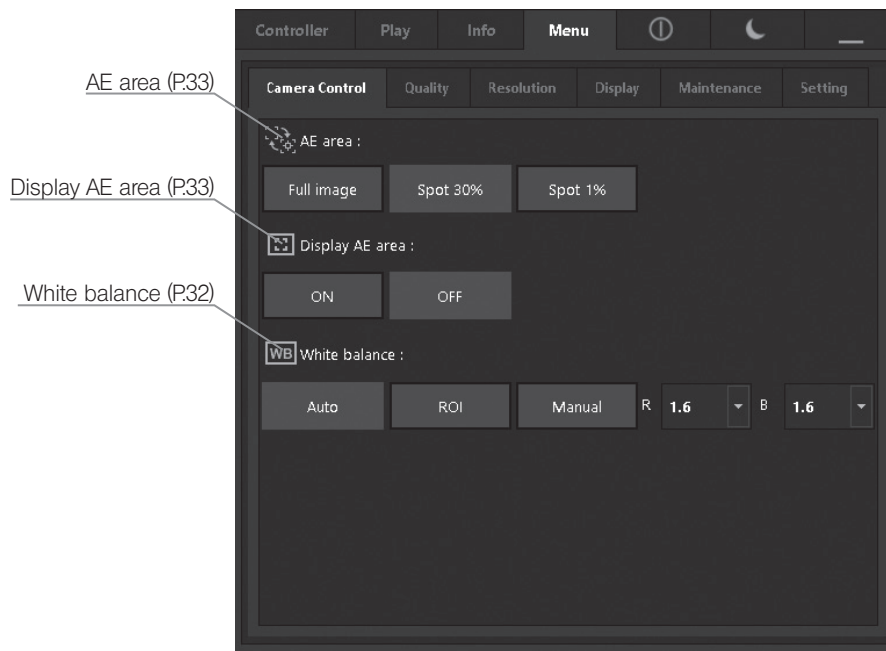 Controller Play Info Menu
Camera Control Quality Resolution Display Maintenance Setting
AE area (P.33)
AE area :
Full image Spot 30% Spot 1%
Display AE area (P.33)
Display AE area :
ON OFF
White balance (P.32)
WB White balance :
Auto ROI Manual R 1.6 B 1.6